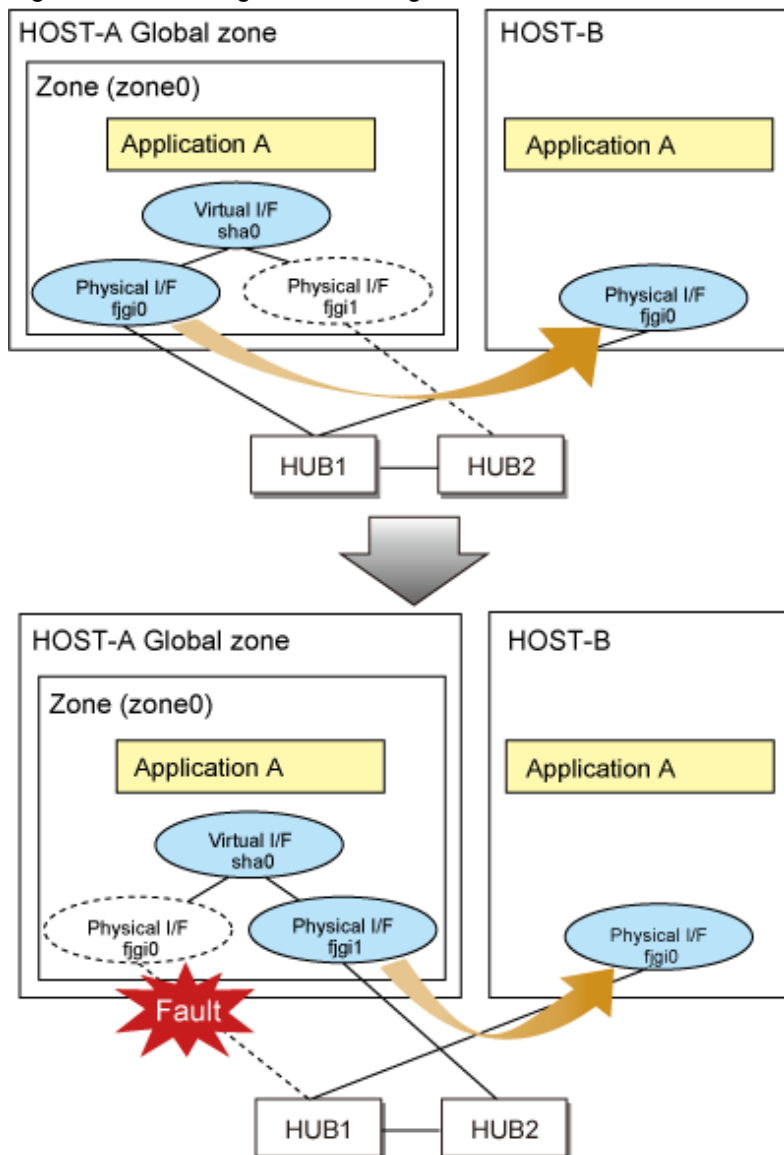 HOST-A Global zone
HOST-B
Zone (zone0)
Application A
Application A
Virtual I/F
sha0
Physical I/F
fjgi0
Physical I/F
fjgi1
Physical I/F
fjgi0
HUB1
HUB2
HOST-A Global zone
HOST-B
Zone (zone0)
Application A
Application A
Virtual I/F
sha0
Physical I/F
fjgi0
Physical I/F
fjgi1
Physical I/F
fjgi0
Fault
HUB1
HUB2